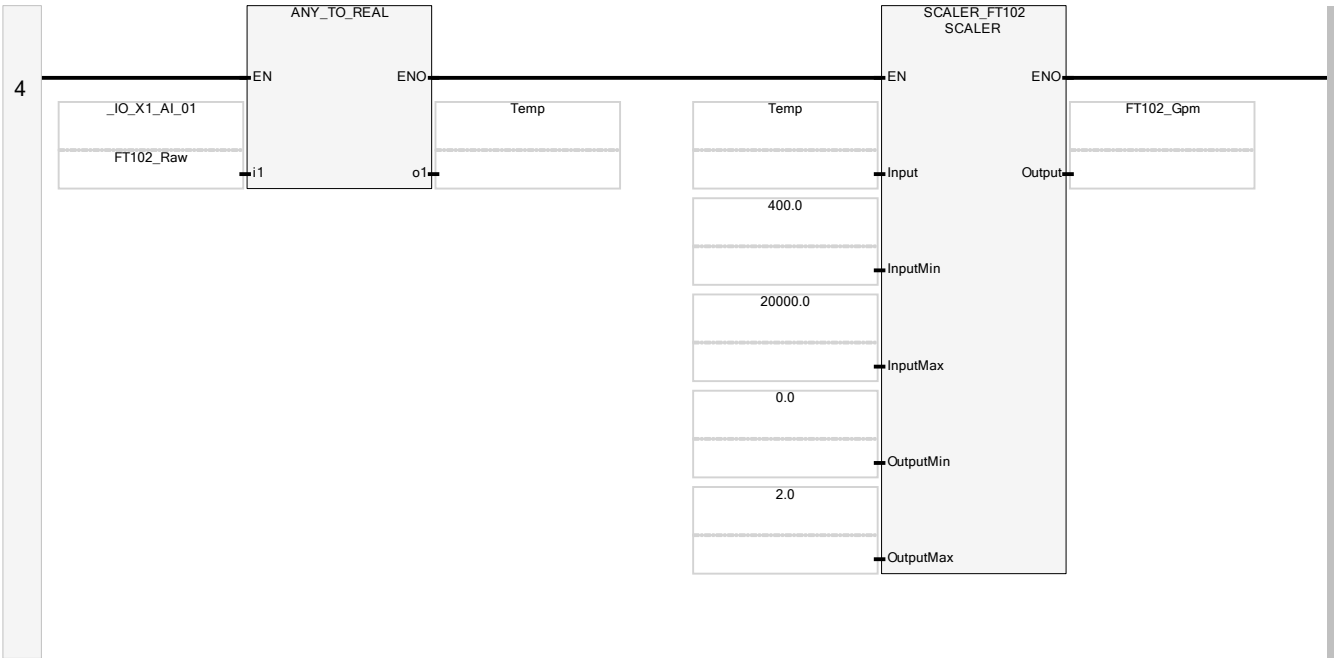 ANY_TO_REAL
SCALER_FT102
SCALER
4
EN
ENO
EN
ENO
_IO_X1_AI_01
Temp
Temp
FT102_Gpm
FT102_Raw
i1
o1
Input
Output
400.0
InputMin
20000.0
InputMax
0.0
OutputMin
2.0
OutputMax